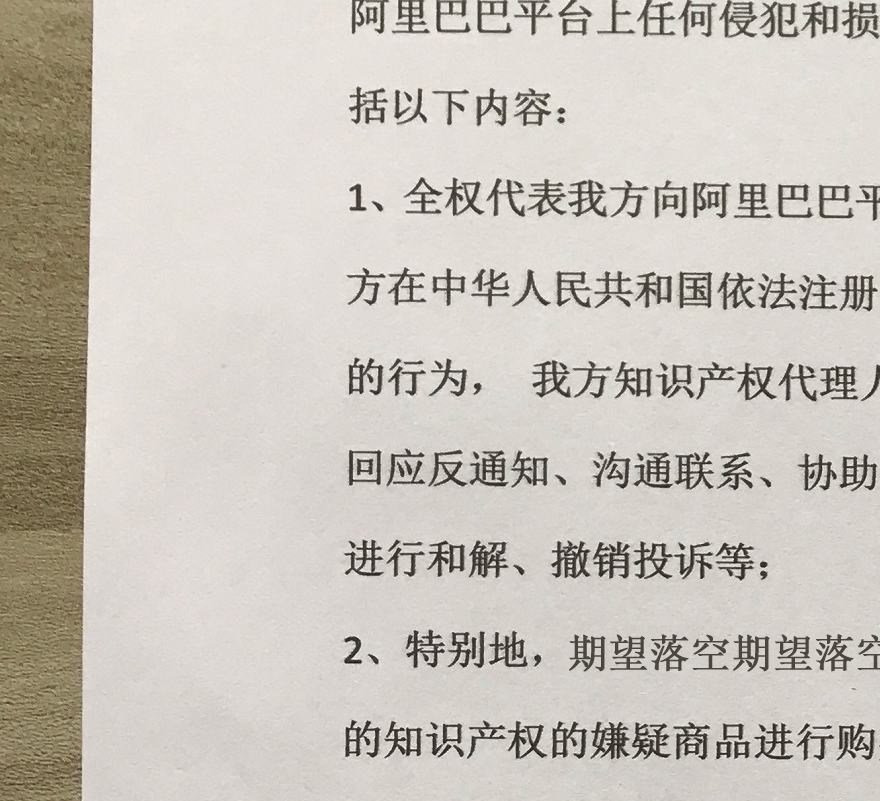 阿里巴巴平台上任何侵犯和损
括以下内容：
1、全权代表我方向阿里巴巴平
方在中华人民共和国依法注册
的行为， 我方知识产权代理人
回应反通知、沟通联系、协助
进行和解、撤销投诉等；
2、特别地，期望落空期望落空
的知识产权的嫌疑商品进行购